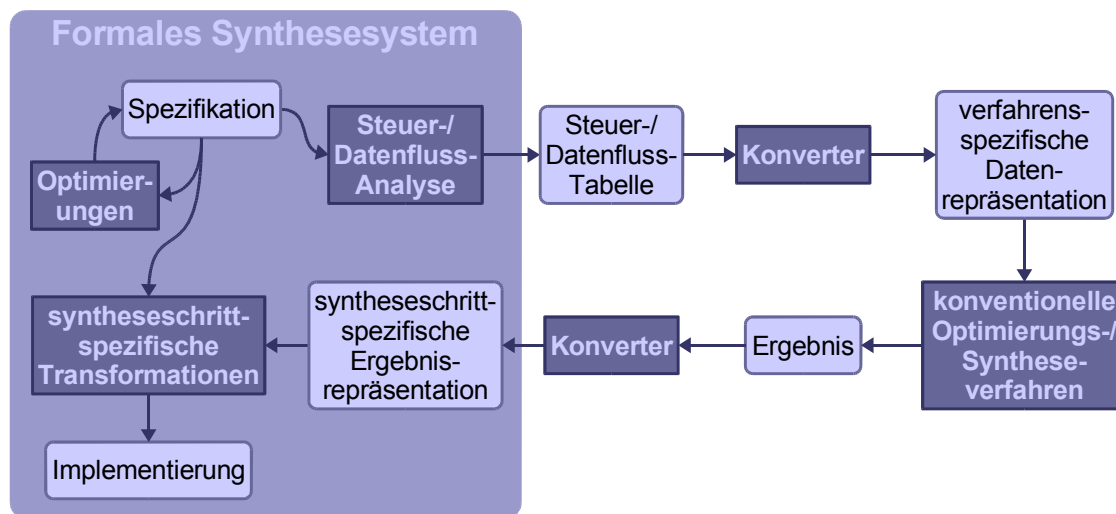 Formales Synthesesystem
Spezifikation
Optimier-
ungen
Steuer-/
Datenfluss-
Analyse
Steuer-/
Datenfluss-
Tabelle
Konverter
verfahrens-
spezifische
Daten-
repräsentation
syntheseschritt-
spezifische
Transformationen
syntheseschritt-
spezifische
Ergebnis-
repräsentation
Konverter
Ergebnis
konventionelle
Optimierungs-/
Synthese-
verfahren
Implementierung